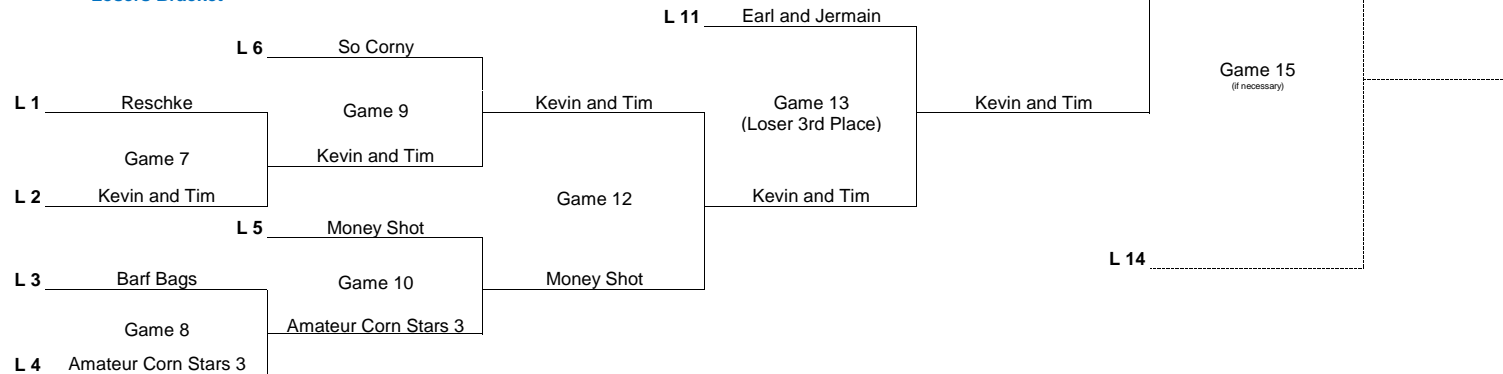 Losers Bracket
L 11 Earl and Jermain
L 6 So Corny
Game 15
(if necessary)
L 1 Reschke
Game 9
Kevin and Tim
Game 13
(Loser 3rd Place)
Kevin and Tim
Game 7
Kevin and Tim
L 2 Kevin and Tim
Game 12
Kevin and Tim
L 5 Money Shot
L 14
L 3 Barf Bags
Game 10
Money Shot
Game 8
Amateur Corn Stars 3
L 4 Amateur Corn Stars 3